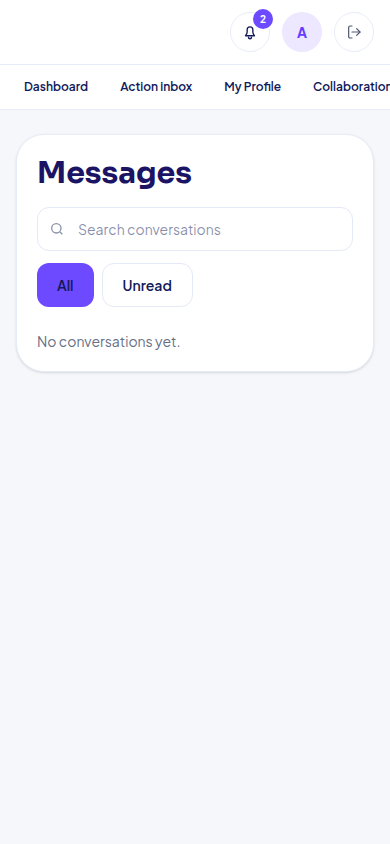 2
A
Dashboard Action Inbox My Profile Collaboration
Messages
Search conversations
All Unread
No conversations yet.